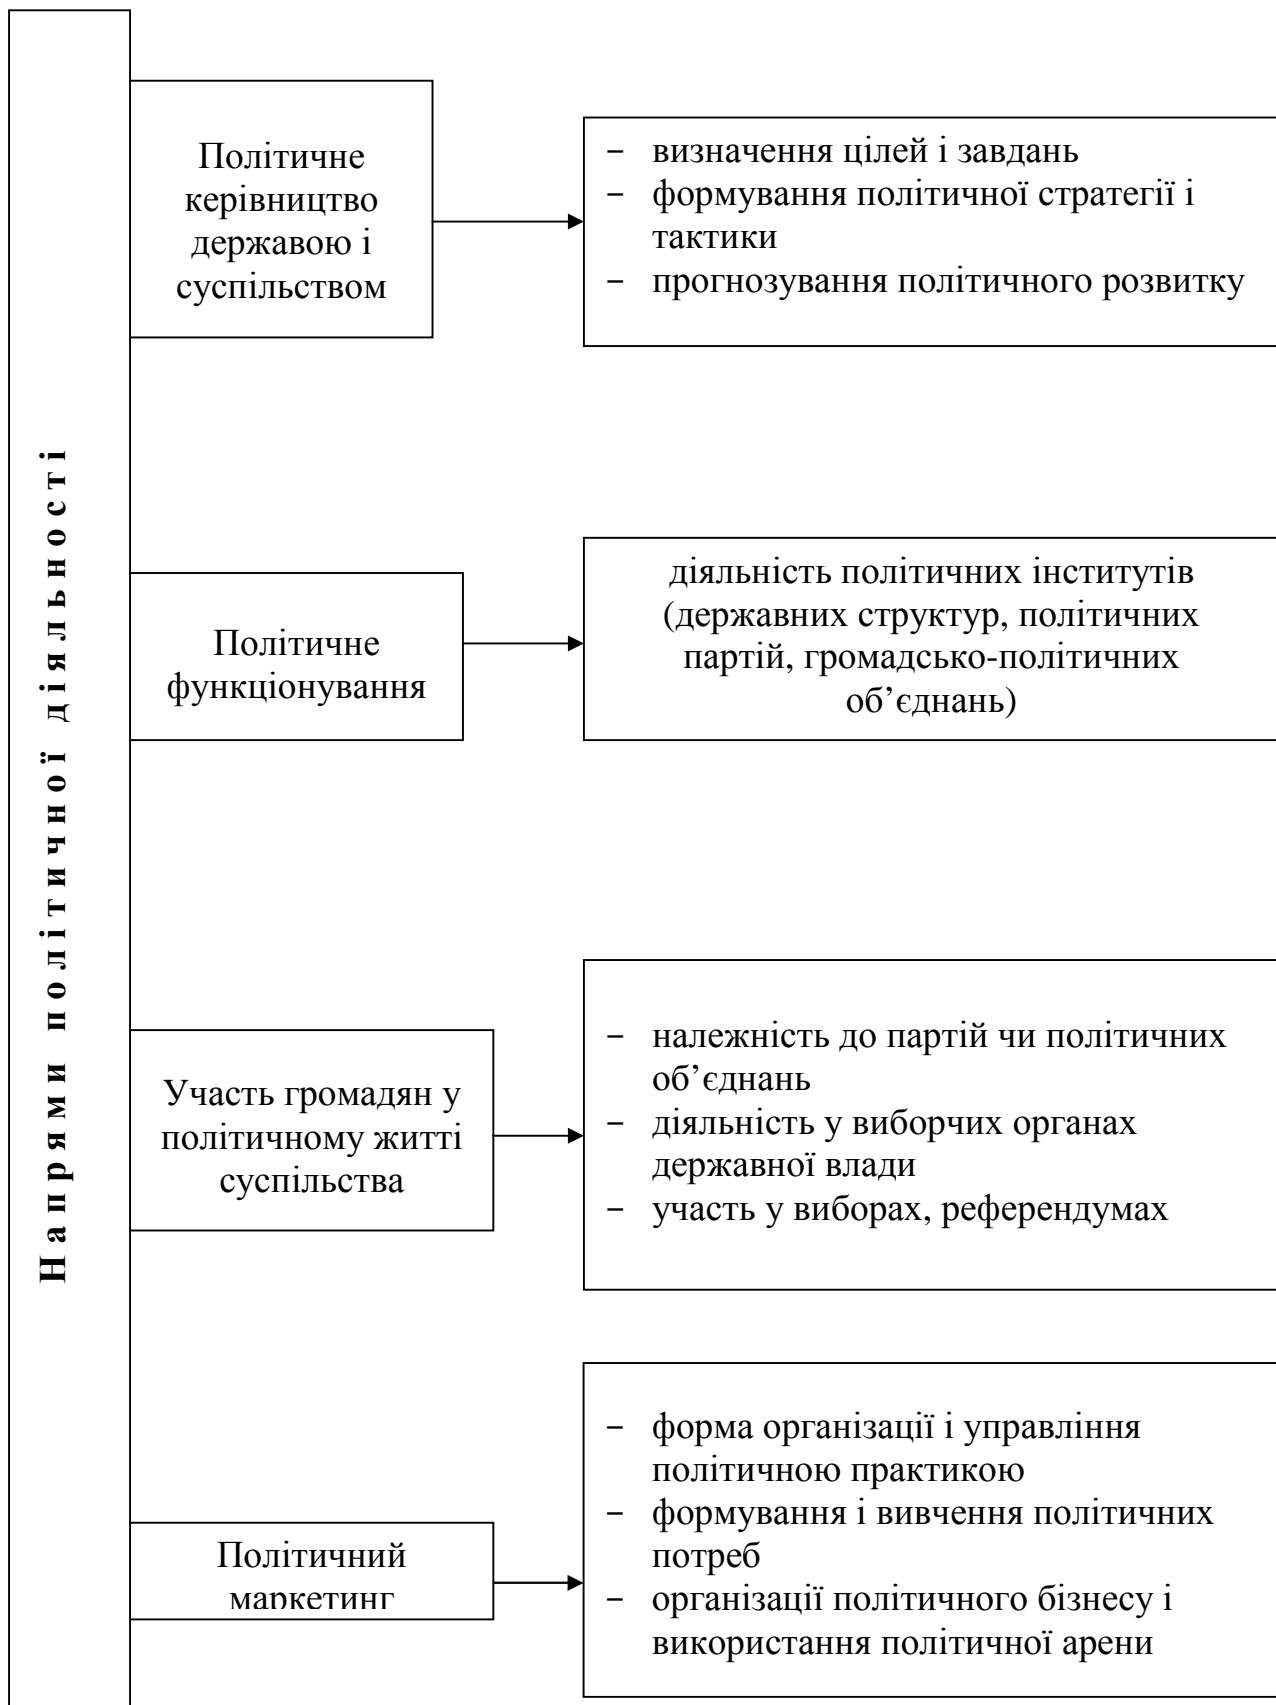 Напрями політичної діяльності
Політичне
керівництво
державою і
суспільством
− визначення цілей і завдань
− формування політичної стратегії і
тактики
− прогнозування політичного розвитку
Політичне
функціонування
діяльність політичних інститутів
(державних структур, політичних
партій, громадсько-політичних
об’єднань)
Участь громадян у
політичному житті
суспільства
− належність до партій чи політичних
об’єднань
− діяльність у виборчих органах
державної влади
− участь у виборах, референдумах
Політичний
маркетинг
− форма організації і управління
політичною практикою
− формування і вивчення політичних
потреб
− організації політичного бізнесу і
використання політичної арени